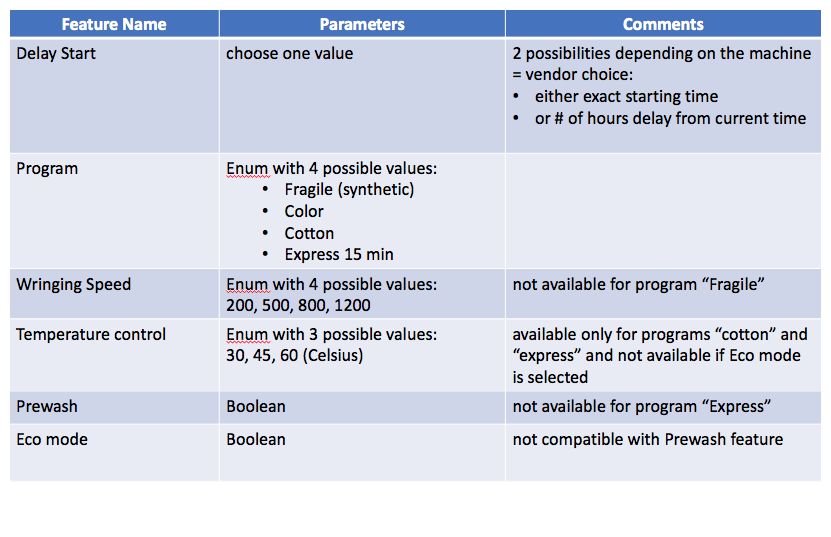 Feature Name
Parameters
Comments
Delay Start
choose one value
2 possibilities depending on the machine
= vendor choice:
• either exact starting time
• or # of hours delay from current time
Program
Enum with 4 possible values:
• Fragile (synthetic)
• Color
• Cotton
• Express 15 min
Wringing Speed
Enum with 4 possible values:
200, 500, 800, 1200
not available for program “Fragile”
Temperature control
Enum with 3 possible values:
30, 45, 60 (Celsius)
available only for programs “cotton” and
“express” and not available if Eco mode
is selected
Prewash
Boolean
not available for program “Express”
Eco mode
Boolean
not compatible with Prewash feature